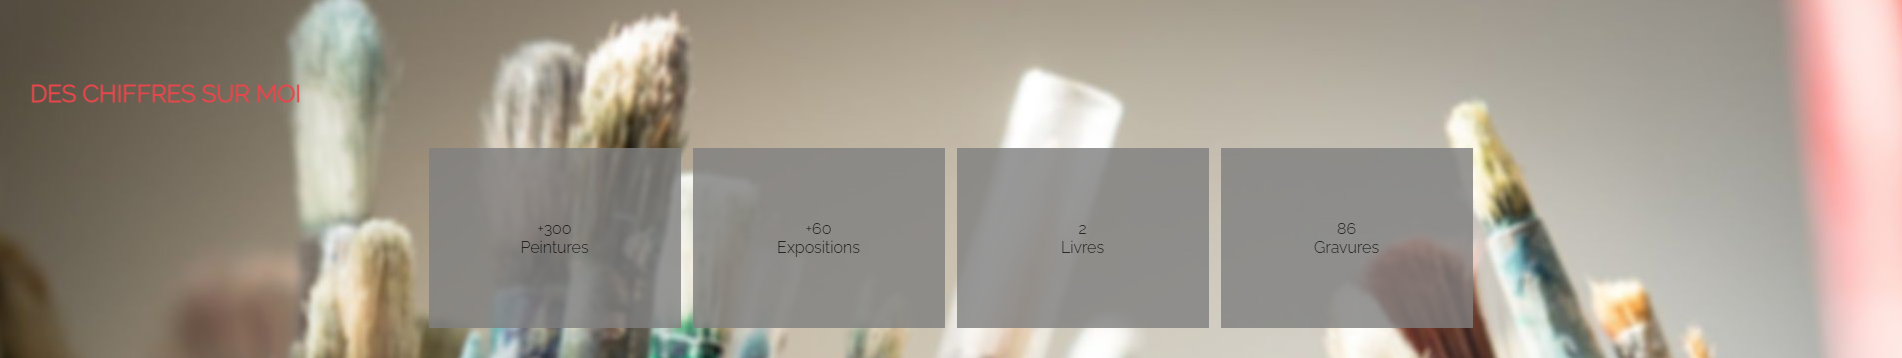 DES CHIFFRES SUR MOI
+300
Peintures
+60
Expositions
2
Livres
86
Gravures